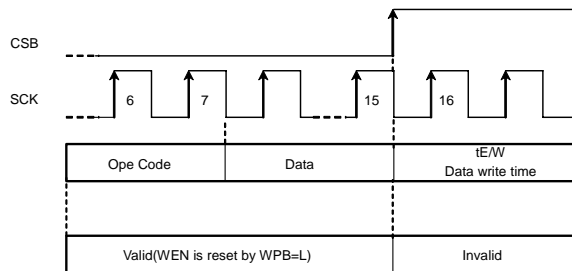 CSB
SCK
6
7
15
16
Ope Code
Data
tE/W
Data write time
Valid(WEN is reset by WPB=L)
Invalid